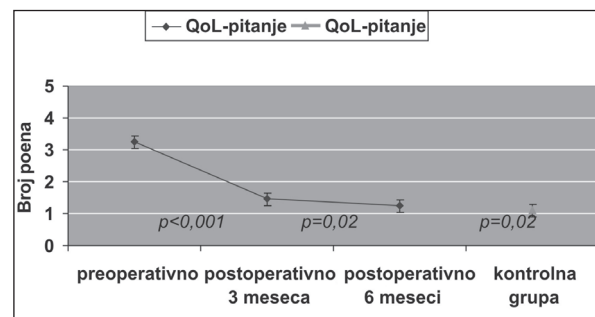 QoL-pitanje QoL-pitanje
Broj poena
5
4
3
2
1
0
p<0,001 p=0,02 p=0,02
preoperativno postoperativno postoperativno kontrolna
3 meseca 6 meseci grupa